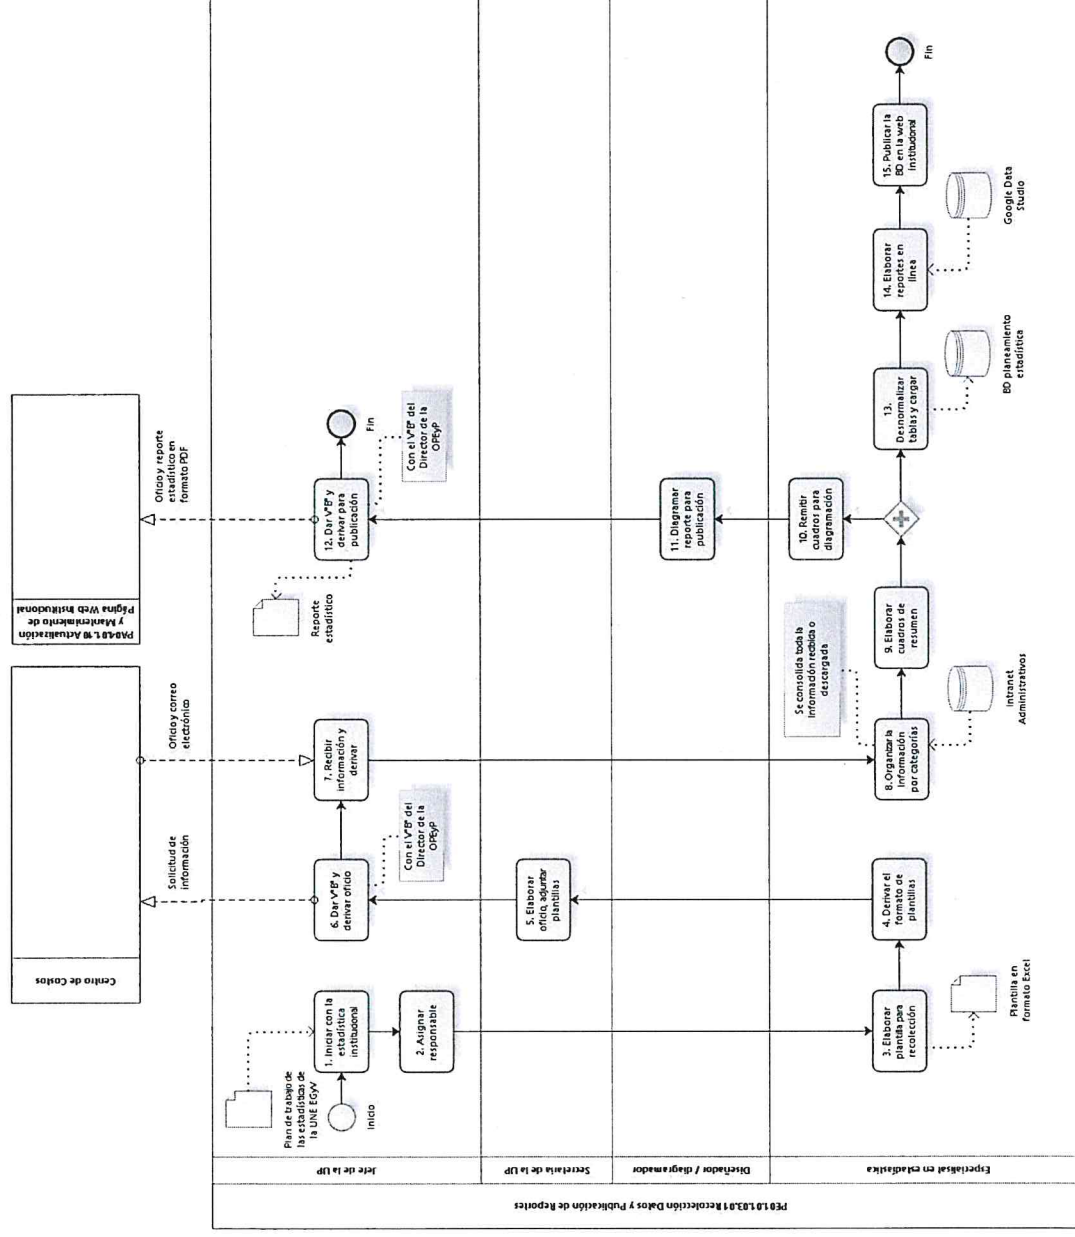 Centro de Costos
PA04.01.10 Actualización
y Mantenimiento de
Página Web Institucional
Solicitud de
información
Oficio y correo
electrónico
Oficio y reporte
estadístico en
formato PDF
PE01.01.03.01 Recolección Datos y Publicación de Reportes
Jefe de la UP
Plan de trabajo de
las estadísticas de
la UNE EGyV
Inicio
1. Iniciar con la
estadística
institucional
2. Asignar
responsable
6. Dar V°B° y
derivar oficio
Con el V°B° del
Director de la
OPEyP
7. Recibir
información y
derivar
Reporte
estadístico
12. Dar V°B° y
derivar para
publicación
Con el V°B° del
Director de la
OPEyP
Fin
Secretaria de la UP
5. Elaborar
oficio, adjuntar
plantillas
Diseñador / diagramador
11. Diagramar
reporte para
publicación
Especialisat en estadíastika
3. Elaborar
plantilla para
recolección
Plantilla en
formato Excel
4. Derivar el
formato de
plantillas
8. Organizar la
Información
por categorías
Se consolida toda la
Información recibida o
descargada
Intranet
Administrativos
9. Elaborar
cuadros de
resumen
10. Remitir
cuadros para
diagramación
13.
Desnormalizar
tablas y cargar
BD planeamiento
estadística
14. Elaborar
reportes en
línea
Google Data
Studio
15. Publicar la
BD en la web
institucional
Fin